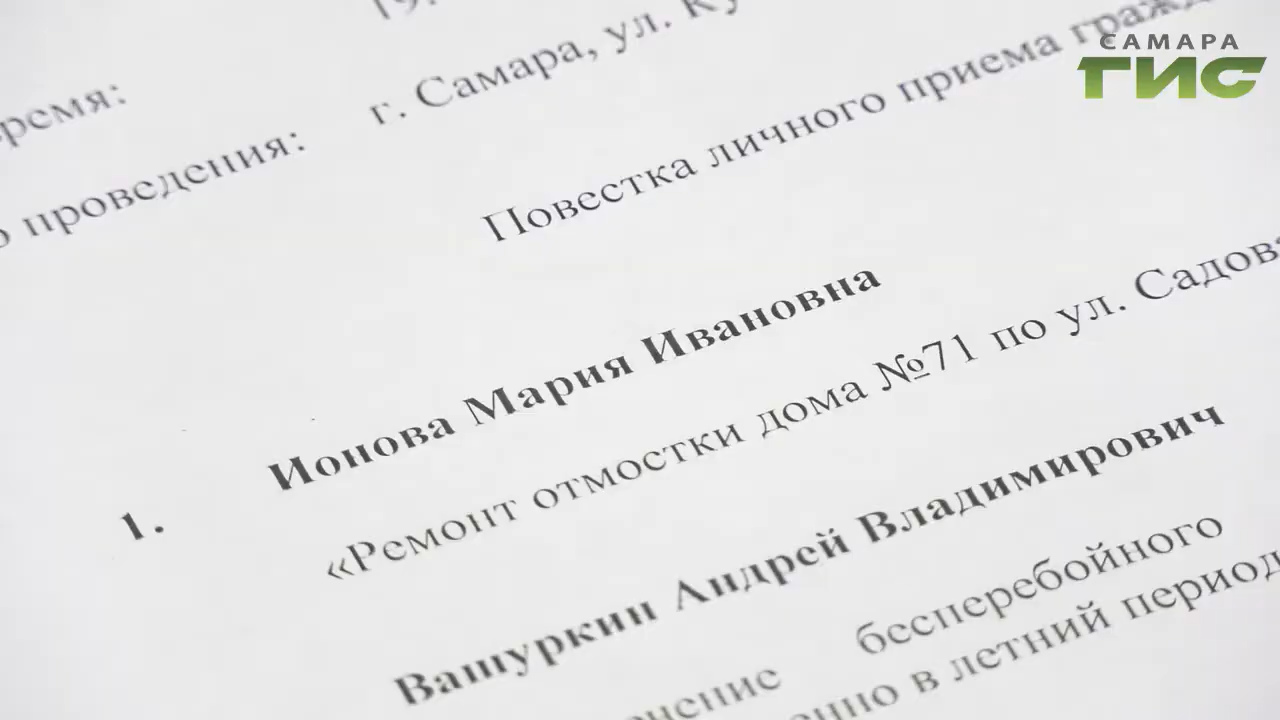 САМАРА
ГИС
г. Самара, ул.
проведения:
Повестка личного приема
Ионова Мария Ивановна
1.
«Ремонт отмостки дома №71 по ул.
Вашуркин Андрей Владимирович
бесперебойного
в летний период